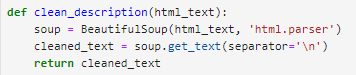 def clean_description(html_text):
    soup = BeautifulSoup(html_text, 'html.parser')
    cleaned_text = soup.get_text(separator='\n')
    return cleaned_text